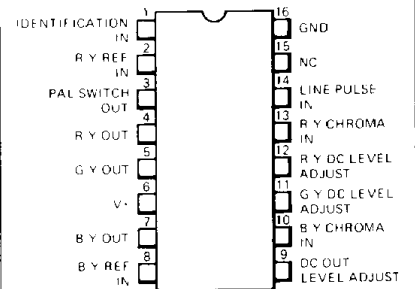 1
IDENTIFICATION
IN
2
R Y REF
IN
3
PAL SWITCH
OUT
4
R Y OUT
5
G Y OUT
6
V+
7
B Y OUT
8
B Y REF
IN
16
GND
15
NC
14
LINE PULSE
IN
13
R Y CHROMA
IN
12
R Y DC LEVEL
ADJUST
11
G Y DC LEVEL
ADJUST
10
B Y CHROMA
IN
9
DC OUT
LEVEL ADJUST